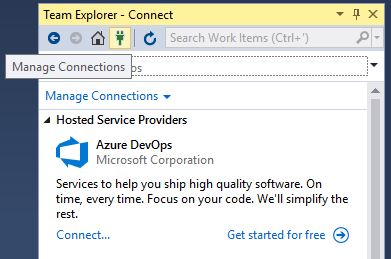 Team Explorer - Connect
Search Work Items (Ctrl+')
Manage Connections
ps
Manage Connections
Hosted Service Providers
Azure DevOps
Microsoft Corporation
Services to help you ship high quality software. On
time, every time. Focus on your code. We'll simplify the
rest.
Connect... Get started for free